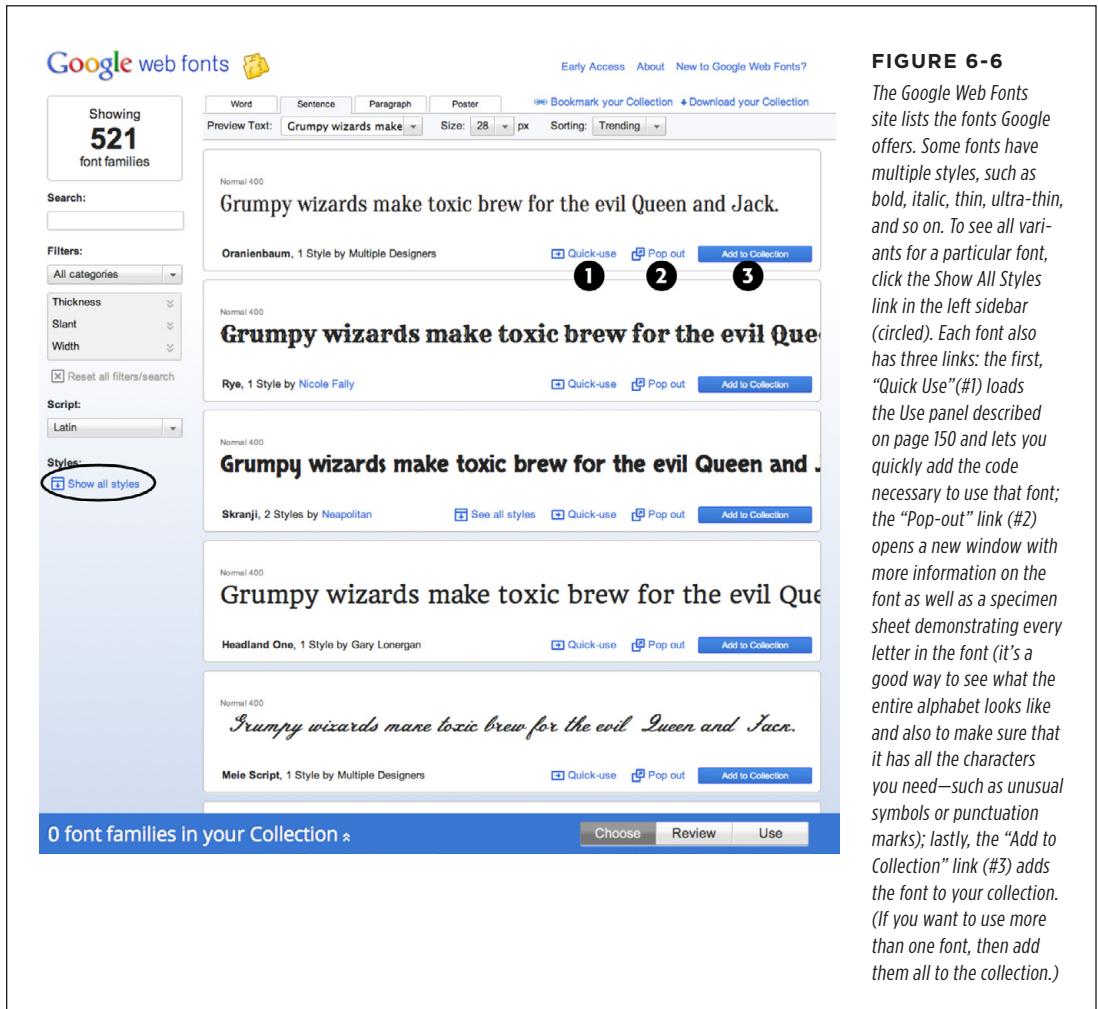 Google web fonts
Early Access About New to Google Web Fonts?
Showing
521
font families
Word Sentence Paragraph Poster
Bookmark your Collection Download your Collection
Preview Text: Grumpy wizards make Size: 28 px Sorting: Trending
Search:
Filters:
All categories
Thickness
Slant
Width
Reset all filters/search
Script:
Latin
Styles:
Show all styles
Normal 400
Grumpy wizards make toxic brew for the evil Queen and Jack.
Oranienbaum, 1 Style by Multiple Designers Quick-use Pop out Add to Collection
1 2 3
Normal 400
Grumpy wizards make toxic brew for the evil Que
Rye, 1 Style by Nicole Fally Quick-use Pop out Add to Collection
Normal 400
Grumpy wizards make toxic brew for the evil Queen and J
Skranji, 2 Styles by Neapolitan See all styles Quick-use Pop out Add to Collection
Normal 400
Grumpy wizards make toxic brew for the evil Que
Headland One, 1 Style by Gary Lonergan Quick-use Pop out Add to Collection
Normal 400
Grumpy wizards make toxic brew for the evil Queen and Jack.
Meie Script, 1 Style by Multiple Designers Quick-use Pop out Add to Collection
0 font families in your Collection Choose Review Use
FIGURE 6-6
The Google Web Fonts
site lists the fonts Google
offers. Some fonts have
multiple styles, such as
bold, italic, thin, ultra-thin,
and so on. To see all vari-
ants for a particular font,
click the Show All Styles
link in the left sidebar
(circled). Each font also
has three links: the first,
“Quick Use”(#1) loads
the Use panel described
on page 150 and lets you
quickly add the code
necessary to use that font;
the “Pop-out” link (#2)
opens a new window with
more information on the
font as well as a specimen
sheet demonstrating every
letter in the font (it’s a
good way to see what the
entire alphabet looks like
and also to make sure that
it has all the characters
you need—such as unusual
symbols or punctuation
marks); lastly, the “Add to
Collection” link (#3) adds
the font to your collection.
(If you want to use more
than one font, then add
them all to the collection.)